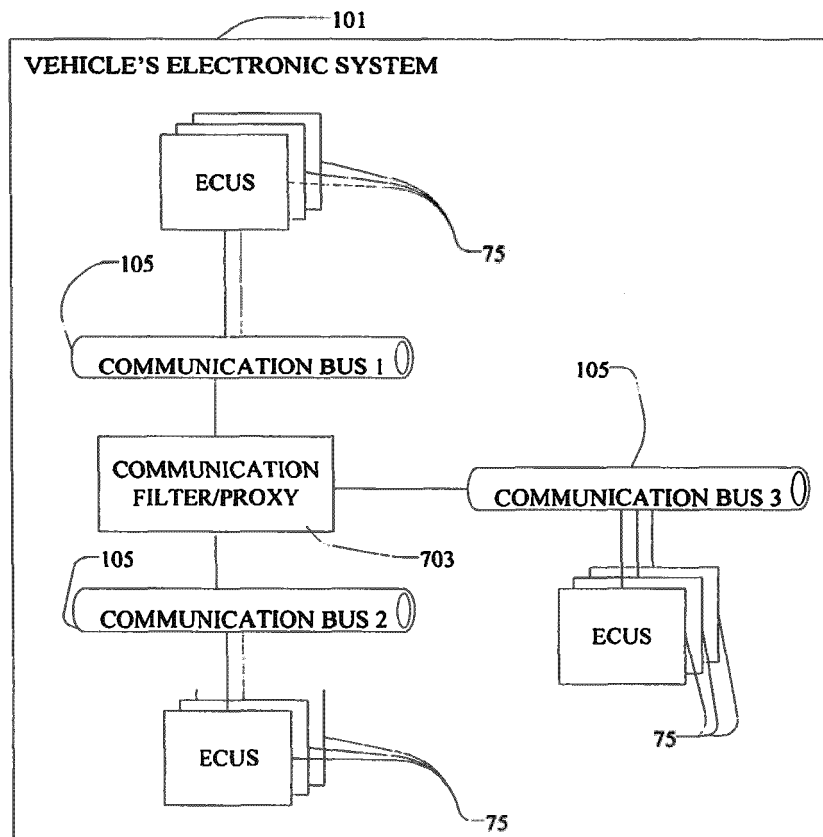 101
VEHICLE'S ELECTRONIC SYSTEM
ECUS
75
105
COMMUNICATION BUS 1
105
COMMUNICATION
FILTER/PROXY
COMMUNICATION BUS 3
703
105
COMMUNICATION BUS 2
ECUS
ECUS
75
75